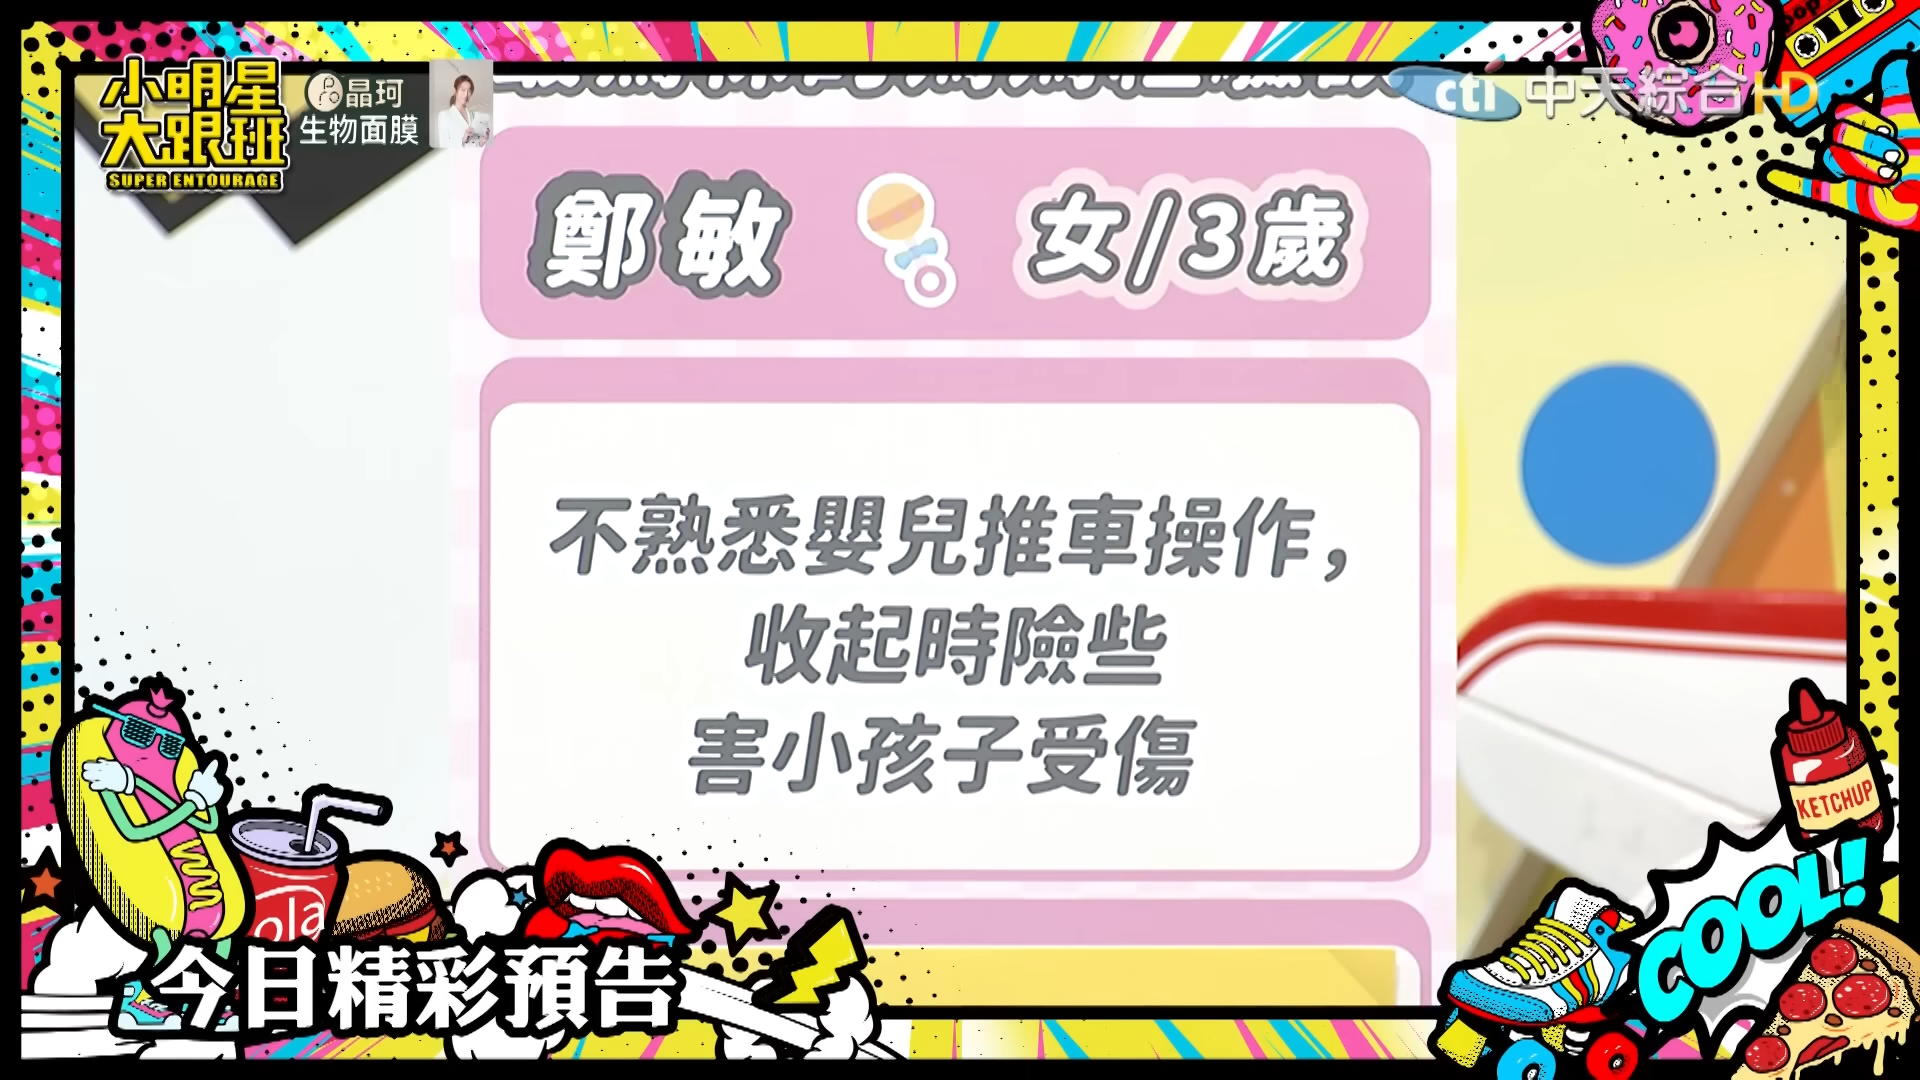 小明星
大跟班
SUPER ENTOURAGE
晶珂
生物面膜
cti 中天綜合HD
pop
鄭敏 女/3歲
不熟悉嬰兒推車操作，
收起時險些
害小孩子受傷
KETCHUP
COOL!
ola
今日精彩預告